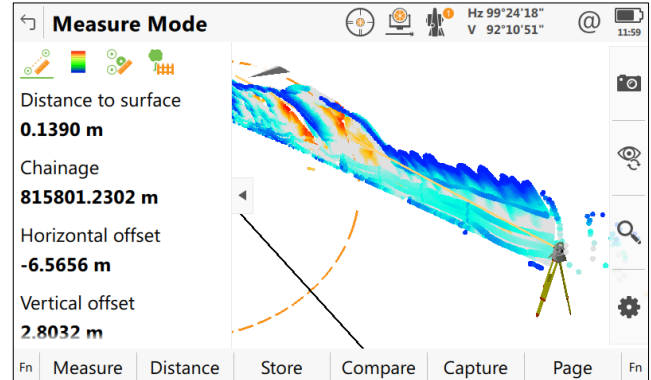 Measure Mode
Hz 99°24'18"
V 92°10'51"
@
11:59
Distance to surface
0.1390 m
Chainage
815801.2302 m
Horizontal offset
-6.5656 m
Vertical offset
2.8032 m
Fn Measure Distance Store Compare Capture Page Fn